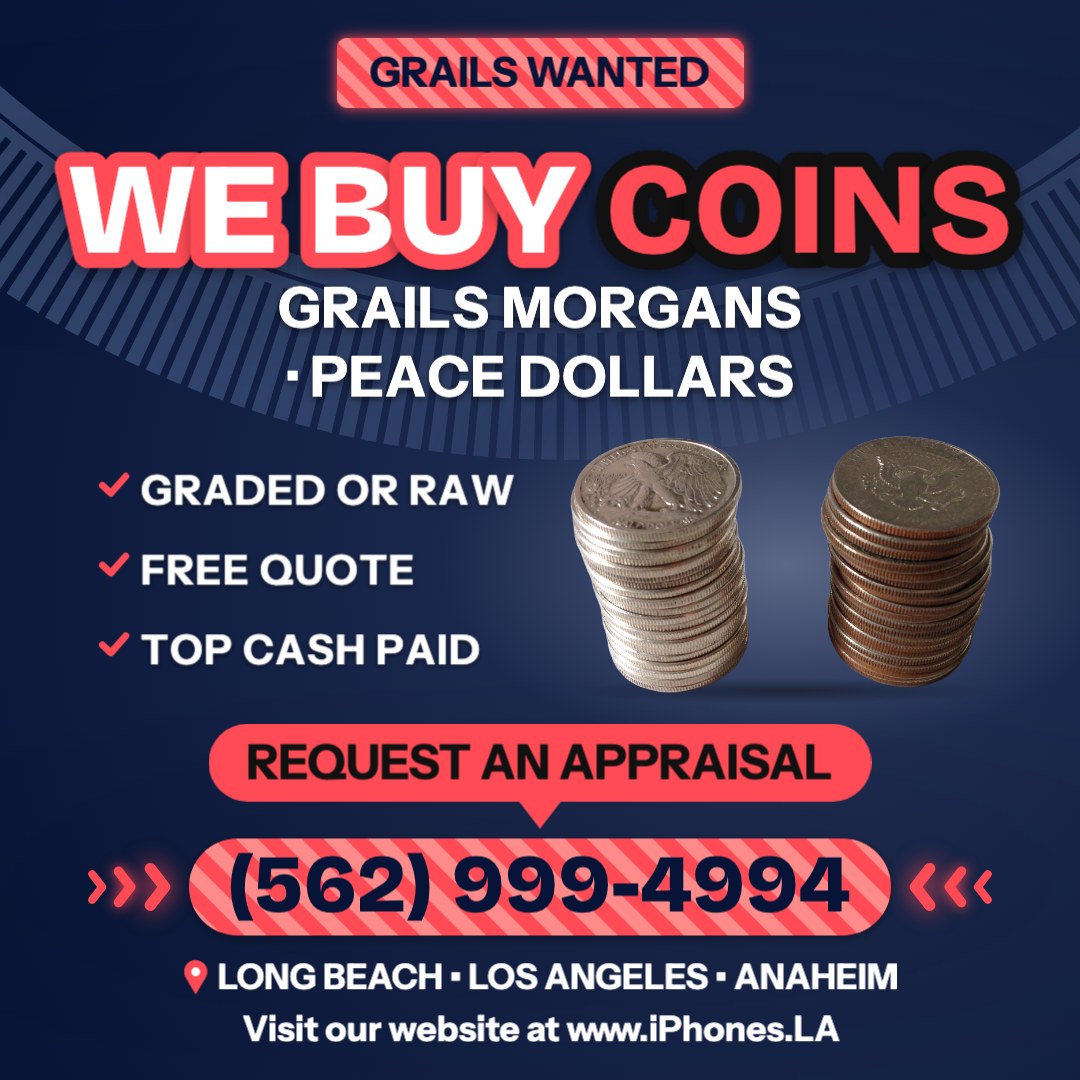 GRAILS WANTED
WE BUY COINS
GRAILS MORGANS
· PEACE DOLLARS
GRADED OR RAW
FREE QUOTE
TOP CASH PAID
REQUEST AN APPRAISAL
(562) 999-4994
LONG BEACH · LOS ANGELES · ANAHEIM
Visit our website at www.iPhones.LA